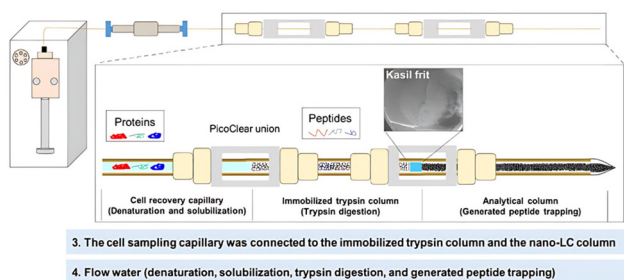 Kasil frit
Proteins
Peptides
PicoClear union
Cell recovery capillary
(Denaturation and solubilization)
Immobilized trypsin column
(Trypsin digestion)
Analytical column
(Generated peptide trapping)
3. The cell sampling capillary was connected to the immobilized trypsin column and the nano-LC column
4. Flow water (denaturation, solubilization, trypsin digestion, and generated peptide trapping)